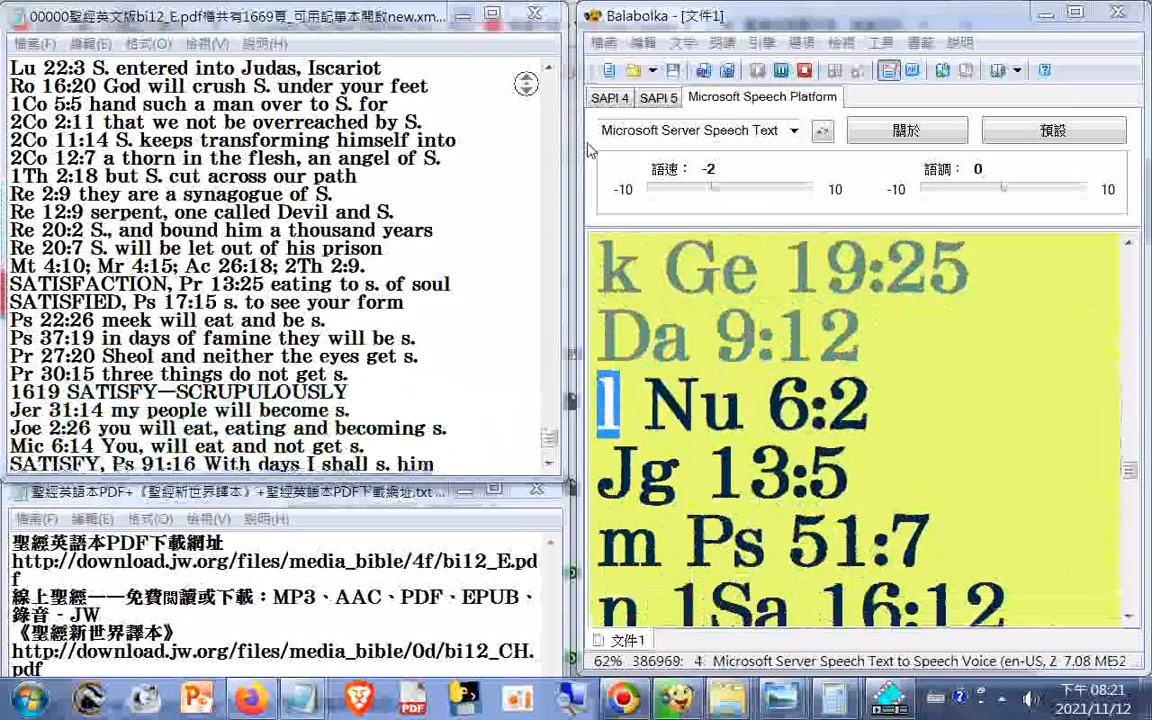 00000聖經英文版bi12_E.pdf檔共有1669頁_可用記事本開啟new.xm...
檔案(F) 編輯(E) 格式(O) 檢視(V) 說明(H)
Lu 22:3 S. entered into Judas, Iscariot
Ro 16:20 God will crush S. under your feet
1Co 5:5 hand such a man over to S. for
2Co 2:11 that we not be overreached by S.
2Co 11:14 S. keeps transforming himself into
2Co 12:7 a thorn in the flesh, an angel of S.
1Th 2:18 but S. cut across our path
Re 2:9 they are a synagogue of S.
Re 12:9 serpent, one called Devil and S.
Re 20:2 S., and bound him a thousand years
Re 20:7 S. will be let out of his prison
Mt 4:10; Mr 4:15; Ac 26:18; 2Th 2:9.
SATISFACTION, Pr 13:25 eating to s. of soul
SATISFIED, Ps 17:15 s. to see your form
Ps 22:26 meek will eat and be s.
Ps 37:19 in days of famine they will be s.
Pr 27:20 Sheol and neither the eyes get s.
Pr 30:15 three things do not get s.
1619 SATISFY—SCRUPULOUSLY
Jer 31:14 my people will become s.
Joe 2:26 you will eat, eating and becoming s.
Mic 6:14 You, will eat and not get s.
SATISFY, Ps 91:16 With days I shall s. him
聖經英語本PDF+《聖經新世界譯本》+聖經英語本PDF下載網址.txt ...
檔案(F) 編輯(E) 格式(O) 檢視(V) 說明(H)
聖經英語本PDF下載網址
http://download.jw.org/files/media_bible/4f/bi12_E.pd
f
線上聖經——免費閱讀或下載：MP3、AAC、PDF、EPUB、
錄音 - JW
《聖經新世界譯本》
http://download.jw.org/files/media_bible/0d/bi12_CH.
pdf
Balabolka - [文件1]
檔案 編輯 文字 朗讀 引擎 選項 檢視 工具 書籤 說明
SAPI 4 SAPI 5 Microsoft Speech Platform
Microsoft Server Speech Text 關於 預設
語速： -2 語調： 0
-10 10 -10 10
k Ge 19:25
Da 9:12
l Nu 6:2
Jg 13:5
m Ps 51:7
n 1Sa 16:12
文件1
62% 386969: 4 Microsoft Server Speech Text to Speech Voice (en-US, Z 7.08 ME52
下午 08:21
2021/11/12